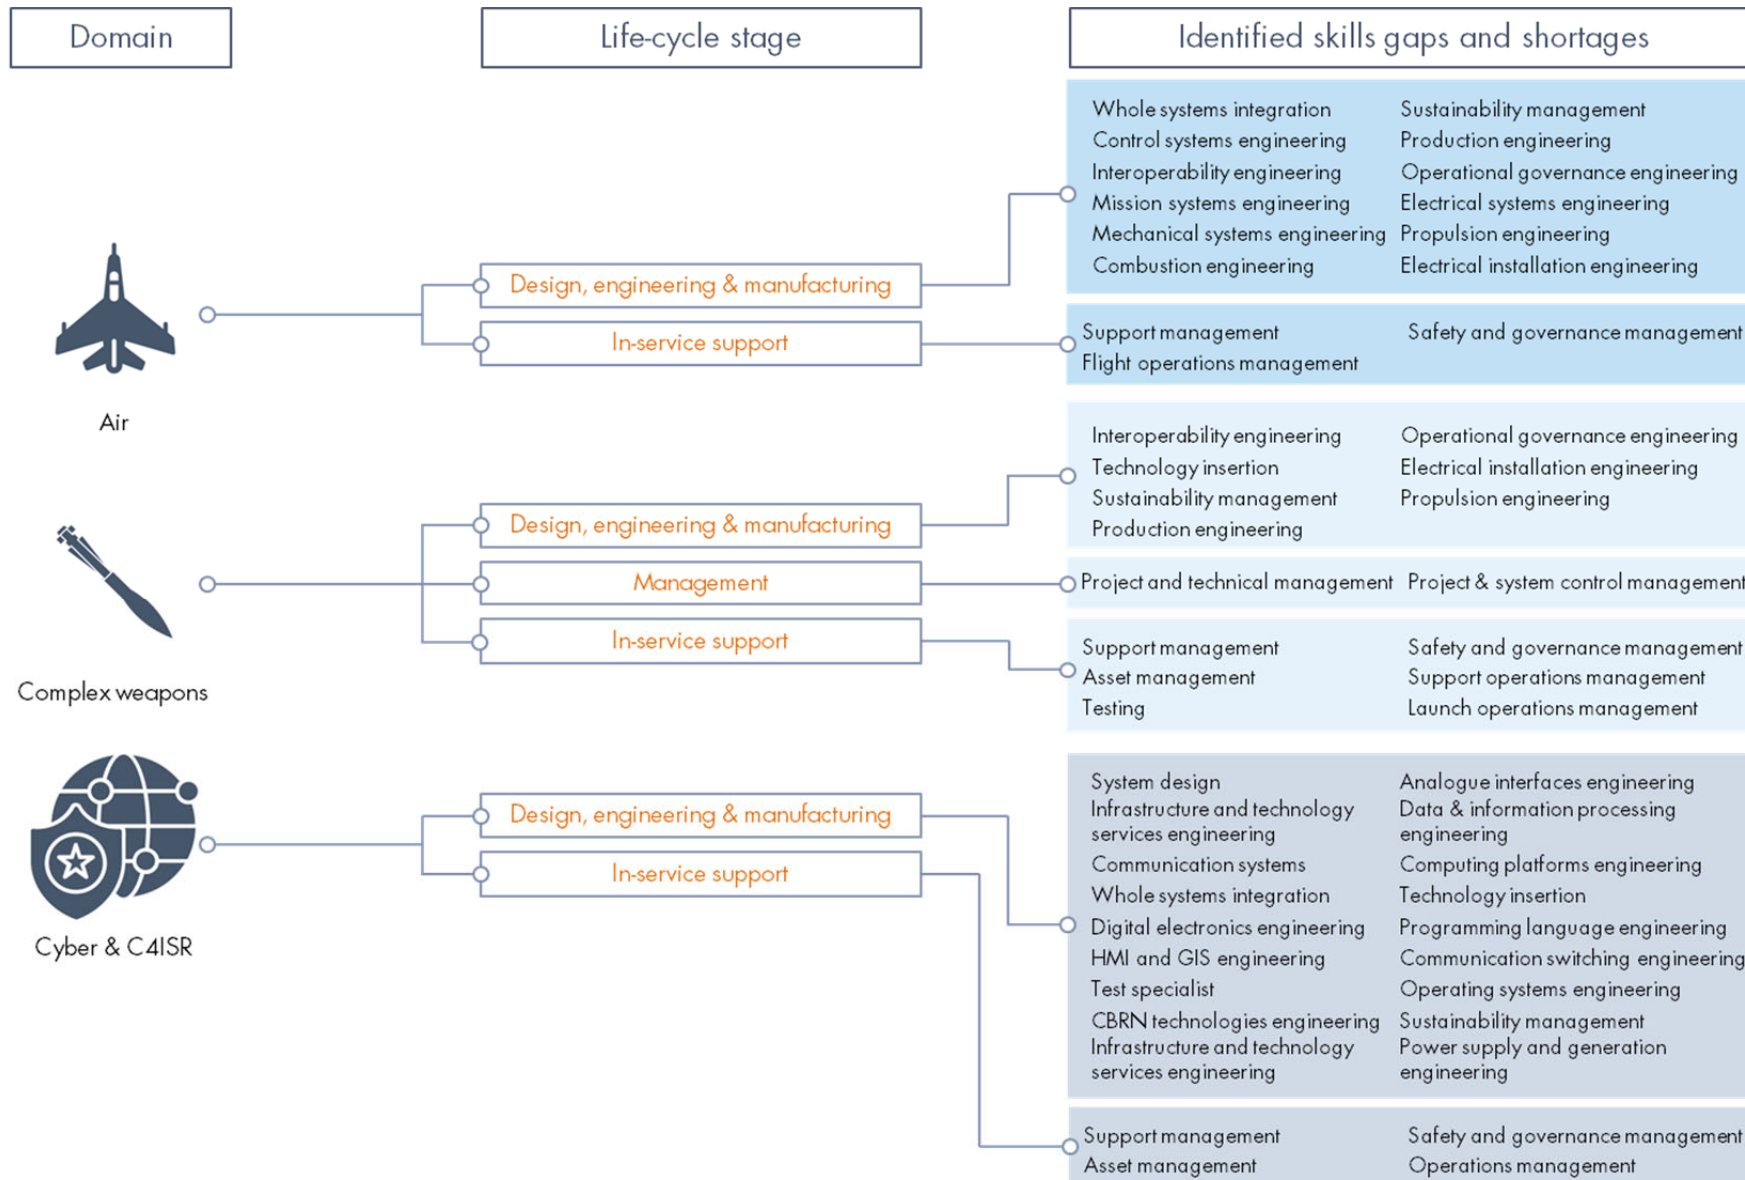 Domain
Life-cycle stage
Identified skills gaps and shortages
Air
Design, engineering & manufacturing
In-service support
Whole systems integration
Control systems engineering
Interoperability engineering
Mission systems engineering
Mechanical systems engineering
Combustion engineering
Sustainability management
Production engineering
Operational governance engineering
Electrical systems engineering
Propulsion engineering
Electrical installation engineering
Support management
Flight operations management
Safety and governance management
Complex weapons
Design, engineering & manufacturing
Management
In-service support
Interoperability engineering
Technology insertion
Sustainability management
Production engineering
Operational governance engineering
Electrical installation engineering
Propulsion engineering
Project and technical management
Project & system control management
Support management
Asset management
Testing
Safety and governance management
Support operations management
Launch operations management
Cyber & C4ISR
Design, engineering & manufacturing
In-service support
System design
Infrastructure and technology
services engineering
Communication systems
Whole systems integration
Digital electronics engineering
HMI and GIS engineering
Test specialist
CBRN technologies engineering
Infrastructure and technology
services engineering
Analogue interfaces engineering
Data & information processing
engineering
Computing platforms engineering
Technology insertion
Programming language engineering
Communication switching engineering
Operating systems engineering
Sustainability management
Power supply and generation
engineering
Support management
Asset management
Safety and governance management
Operations management